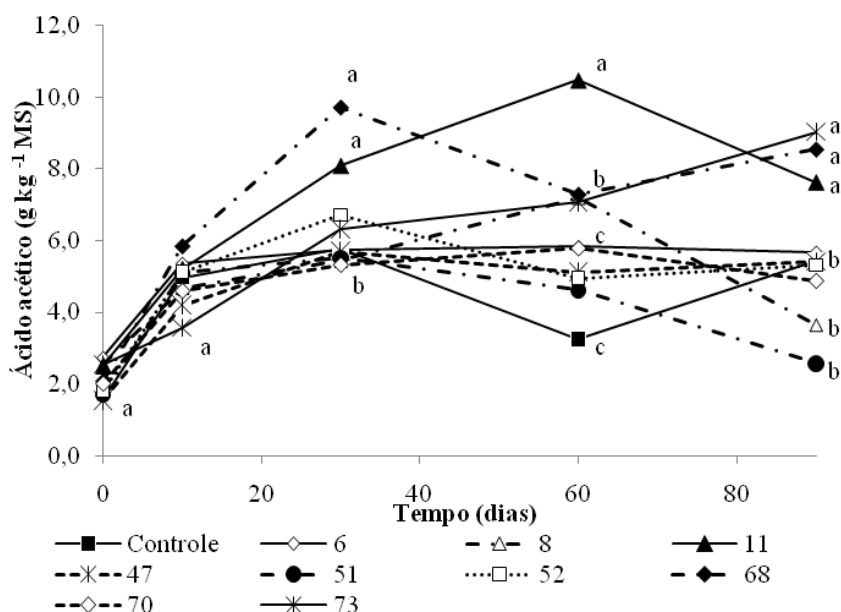 12,0
10,0
8,0
6,0
4,0
2,0
0,0
Ácido acético (g kg -1 MS)
a
a
a
a
b
a
a
c
b
b
a
b
c
b
a
0
20
40
60
80
Tempo (dias)
Controle 6 8 11
47 51 52 68
70 73